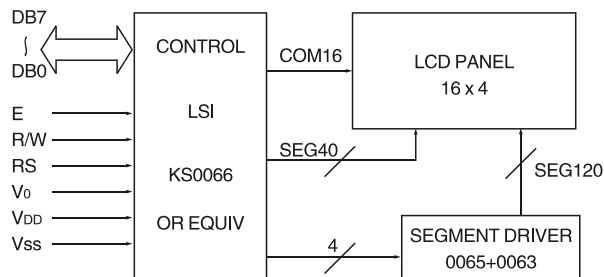 DB7
~
DB0
E
R/W
RS
V0
VDD
Vss
CONTROL
LSI
KS0066
OR EQUIV
COM16
SEG40
4
LCD PANEL
16 x 4
SEG120
SEGMENT DRIVER
0065+0063